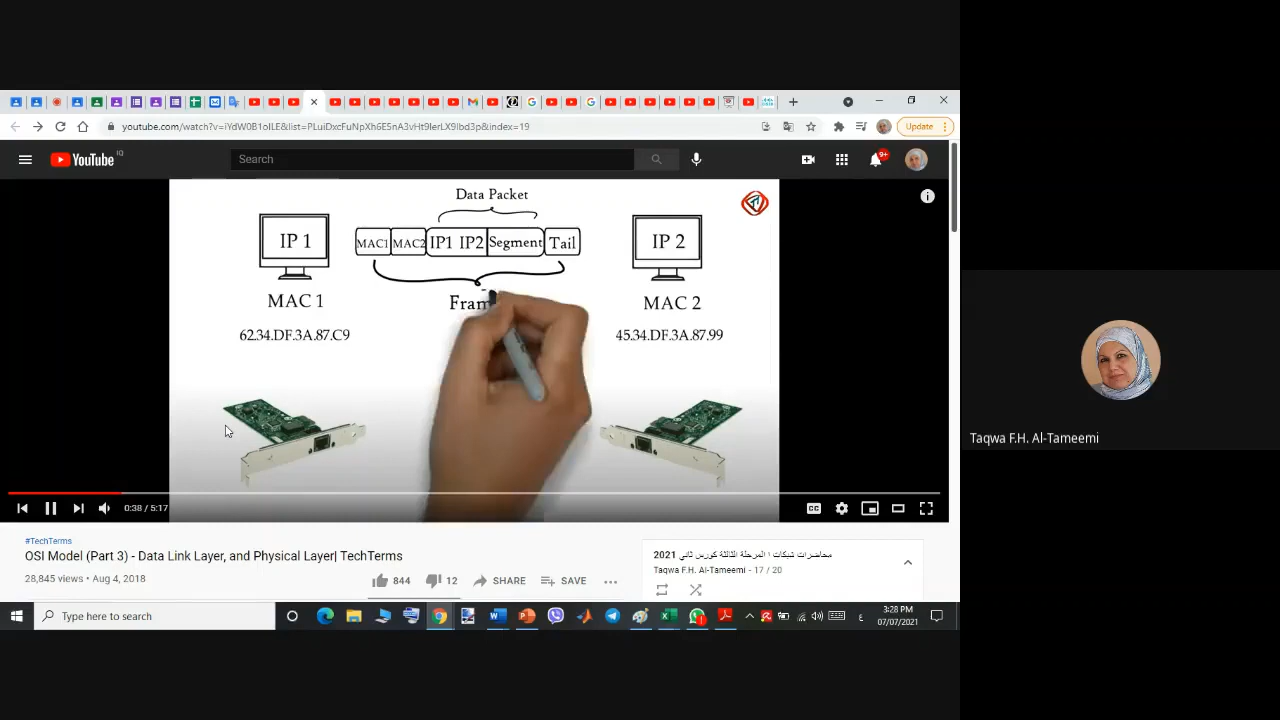 youtube.com/watch?v=iYdW0B1oILE&list=PLuiDxcFuNpXh6E5nA3vHt9IerLX9Ibd3p&index=19
Update
YouTube IQ
Search
9+
Data Packet
IP 1
MAC1 MAC2 IP1 IP2 Segment Tail
IP 2
MAC 1
Fram
MAC 2
62.34.DF.3A.87.C9
45.34.DF.3A.87.99
0:38 / 5:17
CC
#TechTerms
OSI Model (Part 3) - Data Link Layer, and Physical Layer| TechTerms
28,845 views • Aug 4, 2018
844
12
SHARE
SAVE
محاضرات شبكات ١ المرحلة الثالثة كورس ثاني 2021
Taqwa F.H. Al-Tameemi - 17 / 20
Type here to search
ع
3:28 PM
07/07/2021
Taqwa F.H. Al-Tameemi